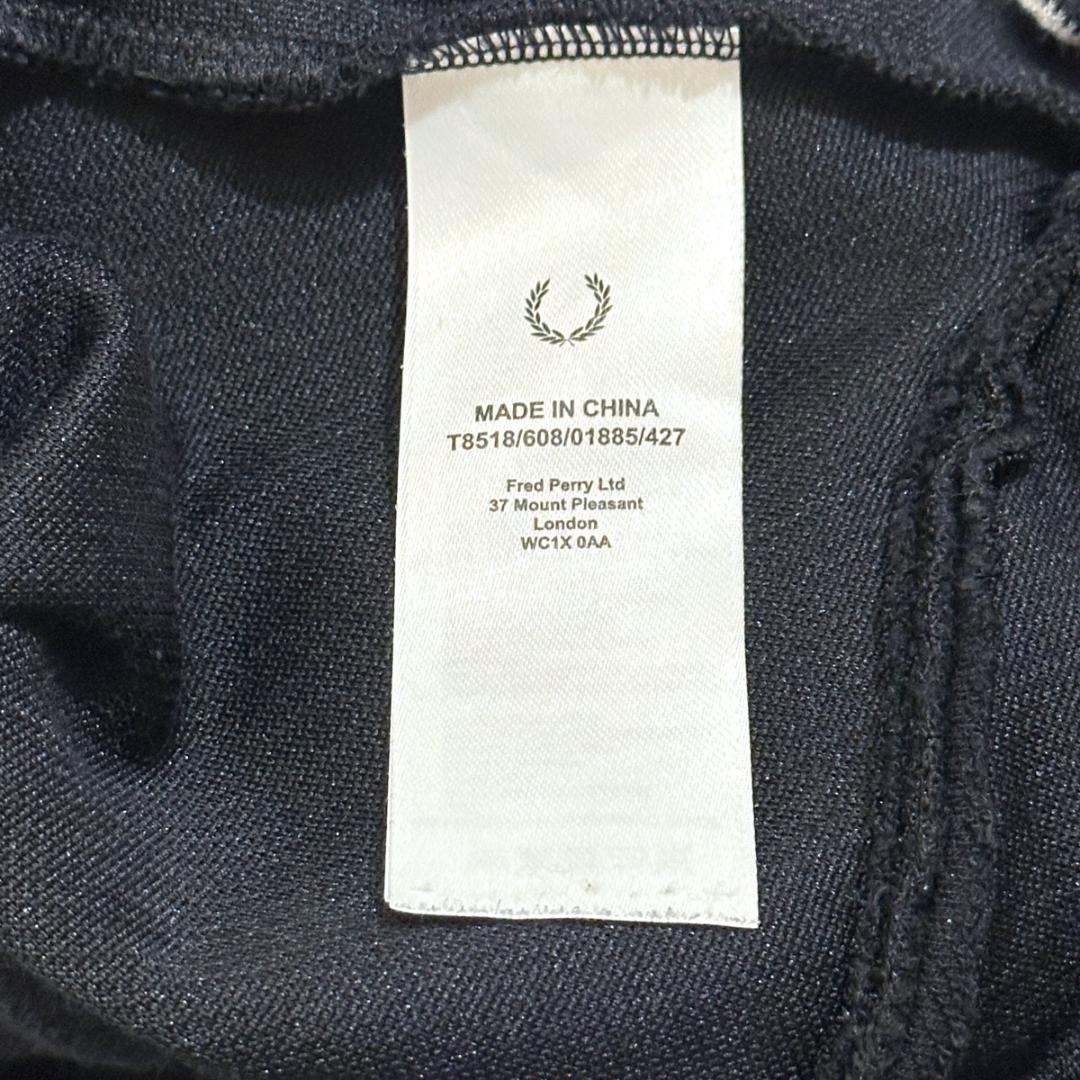 MADE IN CHINA
T8518/608/01885/427
Fred Perry Ltd
37 Mount Pleasant
London
WC1X 0AA